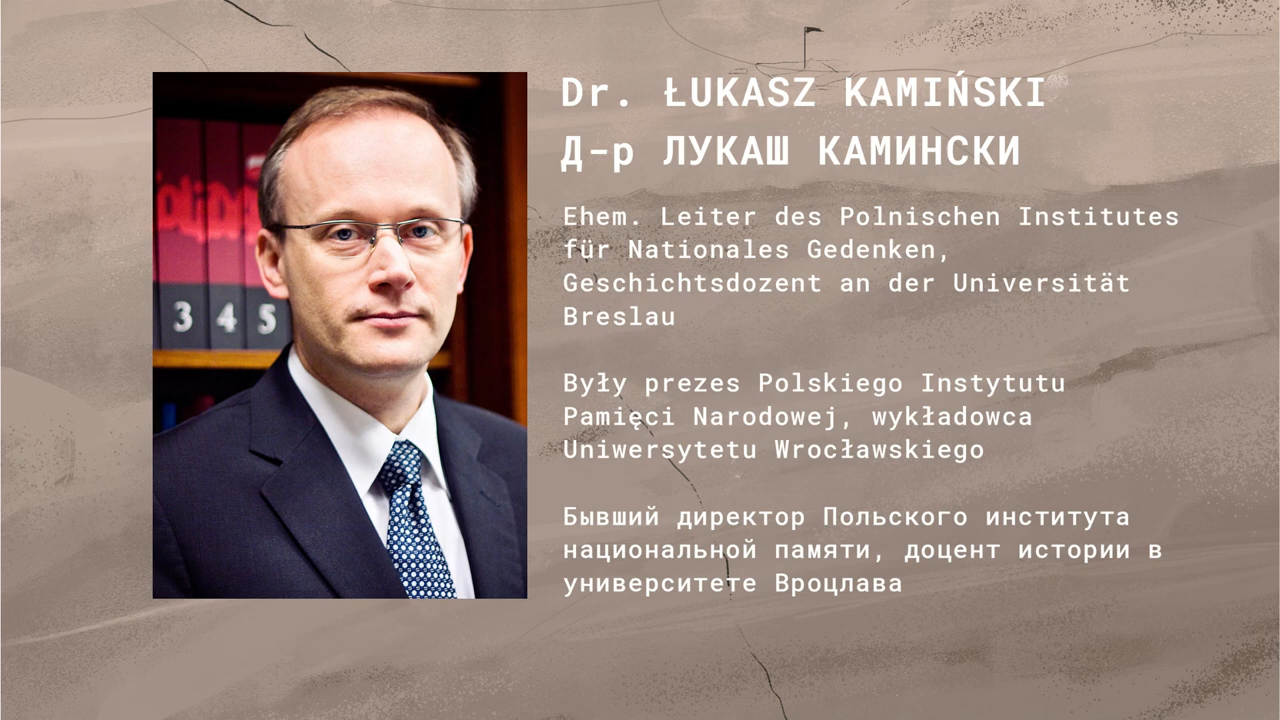 Dr. ŁUKASZ KAMIŃSKI
Д-р ЛУКАШ КАМИНСКИ
Ehem. Leiter des Polnischen Institutes
für Nationales Gedenken,
Geschichtsdozent an der Universität
Breslau
Były prezes Polskiego Instytutu
Pamięci Narodowej, wykładowca
Uniwersytetu Wrocławskiego
Бывший директор Польского института
национальной памяти, доцент истории в
университете Вроцлава
3 4 5